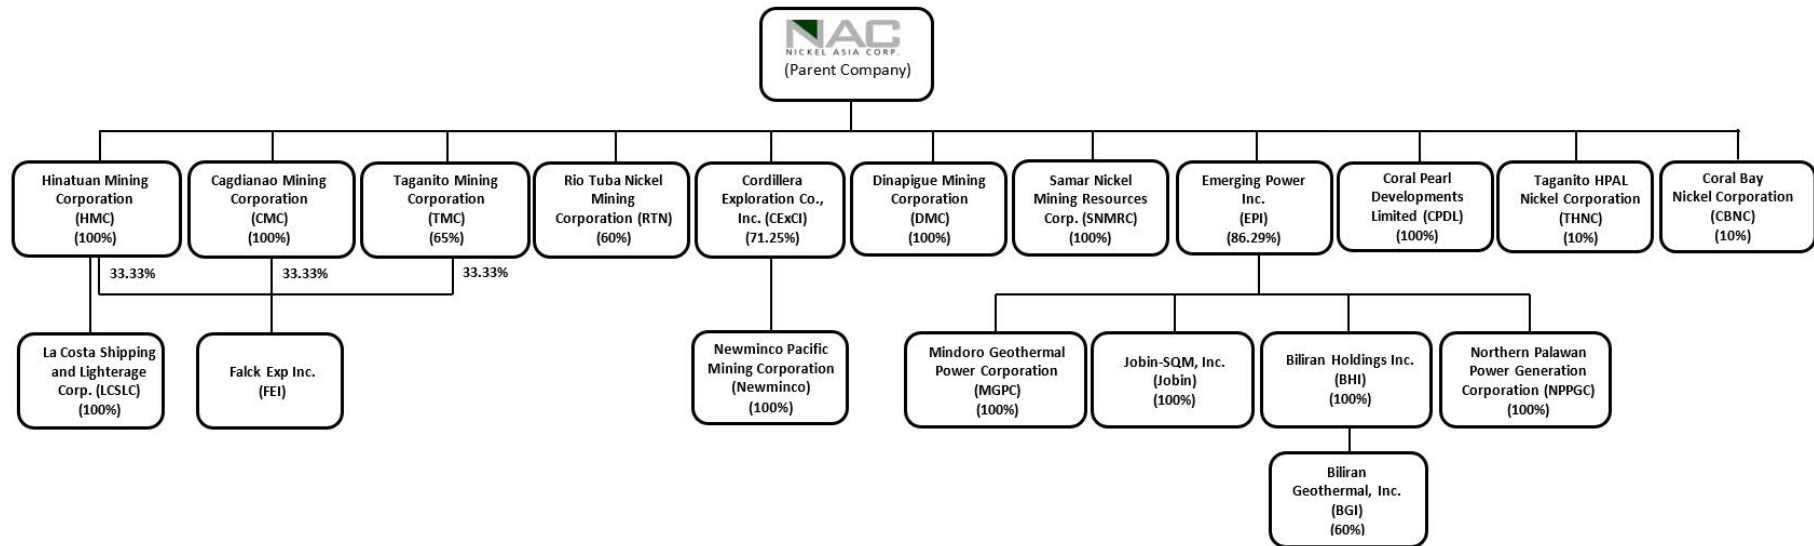 NAC
NICKEL ASIA CORP.
(Parent Company)
Hinatuan Mining
Corporation
(HMC)
(100%)
Cagdianao Mining
Corporation
(CMC)
(100%)
Taganito Mining
Corporation
(TMC)
(65%)
Rio Tuba Nickel
Mining
Corporation (RTN)
(60%)
Cordillera
Exploration Co.,
Inc. (CExCI)
(71.25%)
Dinapigue Mining
Corporation
(DMC)
(100%)
Samar Nickel
Mining Resources
Corp. (SNMRC)
(100%)
Emerging Power
Inc.
(EPI)
(86.29%)
Coral Pearl
Developments
Limited (CPDL)
(100%)
Taganito HPAL
Nickel Corporation
(THNC)
(10%)
Coral Bay
Nickel Corporation
(CBNC)
(10%)
33.33%
33.33%
33.33%
La Costa Shipping
and Lighterage
Corp. (LCSLC)
(100%)
Falck Exp Inc.
(FEI)
Newminco Pacific
Mining Corporation
(Newminco)
(100%)
Mindoro Geothermal
Power Corporation
(MGPC)
(100%)
Jobin-SQM, Inc.
(Jobin)
(100%)
Biliran Holdings Inc.
(BHI)
(100%)
Northern Palawan
Power Generation
Corporation (NPPGC)
(100%)
Biliran
Geothermal, Inc.
(BGI)
(60%)